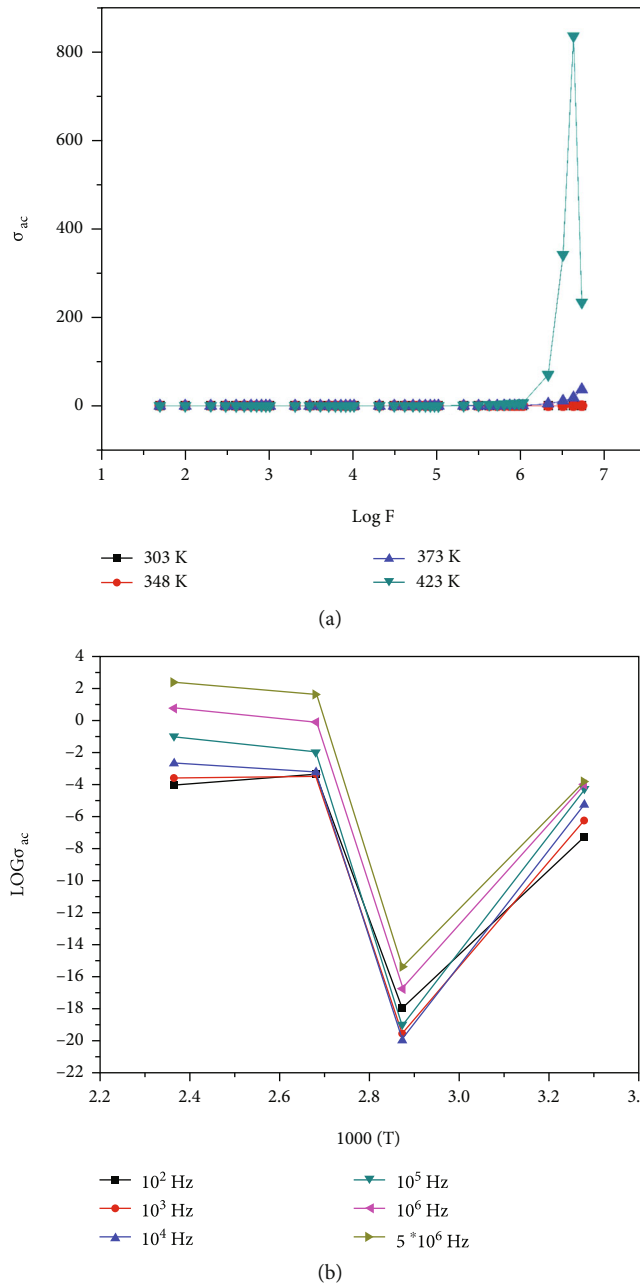 800
600
400
200
0
σ ac
1 2 3 4 5 6 7
Log F
303 K
348 K
373 K
423 K
(a)
4
2
0
–2
–4
–6
–8
–10
–12
–14
–16
–18
–20
–22
LOGσac
2.2 2.4 2.6 2.8 3.0 3.2 3.
1000 (T)
10² Hz
10³ Hz
10⁴ Hz
10⁵ Hz
10⁶ Hz
5 *10⁶ Hz
(b)